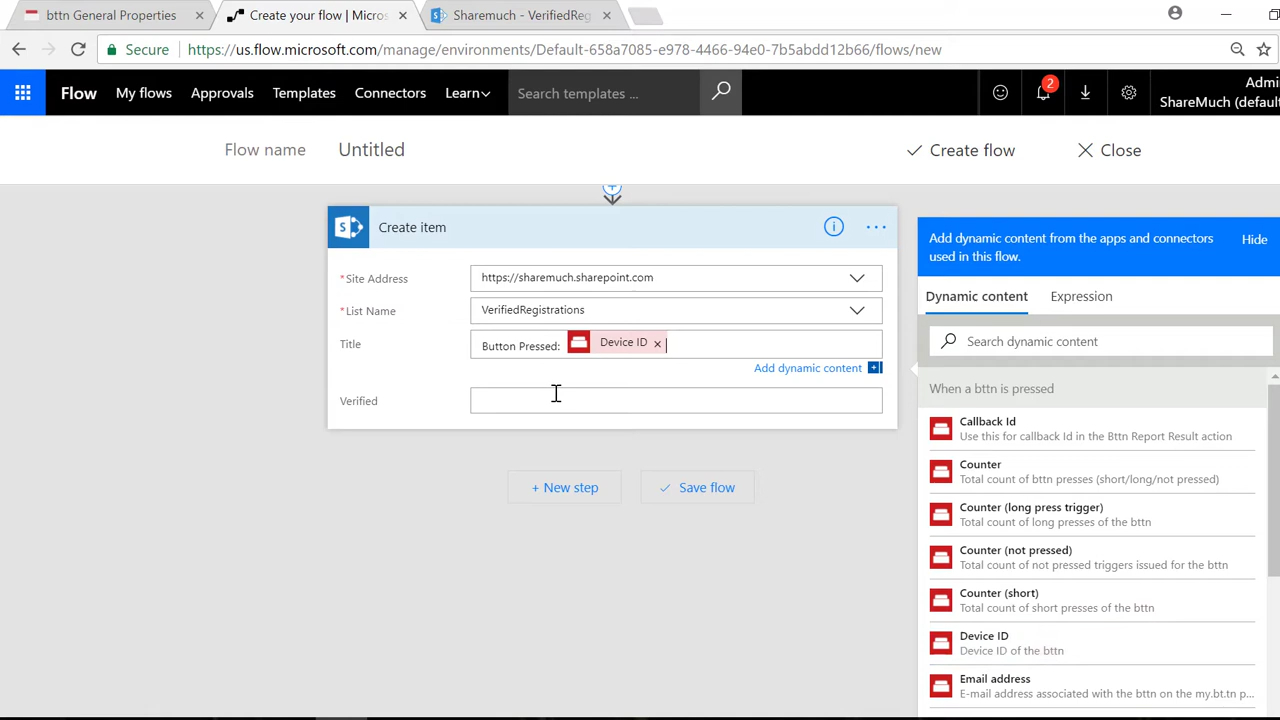 bttn General Properties
Create your flow | Micros
Sharemuch - VerifiedReg
Secure
https://us.flow.microsoft.com/manage/environments/Default-658a7085-e978-4466-94e0-7b5abdd12b66/flows/new
Flow
My flows
Approvals
Templates
Connectors
Learn
Search templates ...
2
Admi
ShareMuch (default
Flow name
Untitled
Create flow
Close
Create item
*Site Address
https://sharemuch.sharepoint.com
*List Name
VerifiedRegistrations
Title
Button Pressed: Device ID ×
Add dynamic content
Verified
+ New step
Save flow
Add dynamic content from the apps and connectors
used in this flow.
Hide
Dynamic content
Expression
Search dynamic content
When a bttn is pressed
Callback Id
Use this for callback Id in the Bttn Report Result action
Counter
Total count of bttn presses (short/long/not pressed)
Counter (long press trigger)
Total count of long presses of the bttn
Counter (not pressed)
Total count of not pressed triggers issued for the bttn
Counter (short)
Total count of short presses of the bttn
Device ID
Device ID of the bttn
Email address
E-mail address associated with the bttn on the my.bt.tn p...